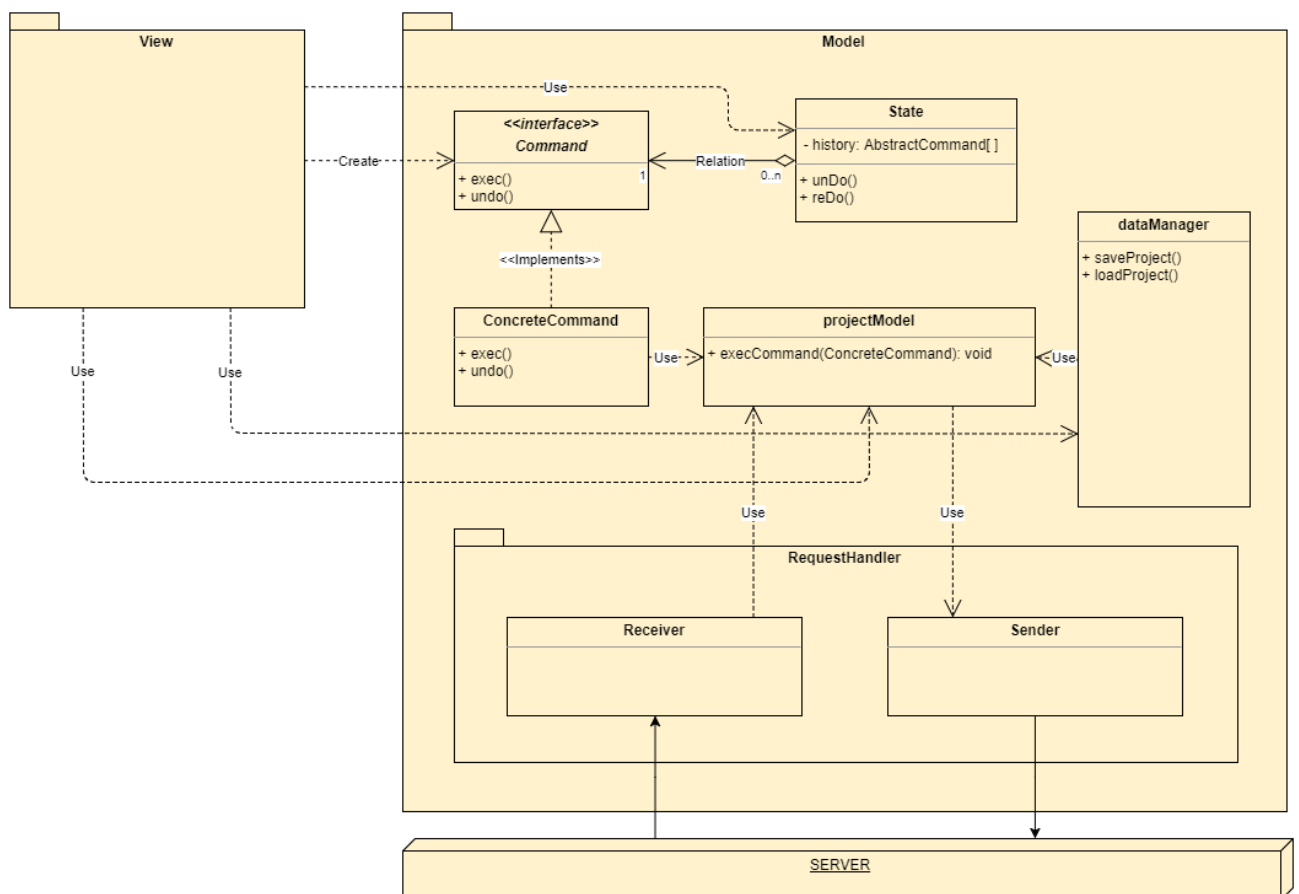 View
Model
Use
Create
<<interface>>
Command
+ exec()
+ undo()
1
Relation
0..n
State
- history: AbstractCommand[ ]
+ unDo()
+ reDo()
dataManager
+ saveProject()
+ loadProject()
<<Implements>>
ConcreteCommand
+ exec()
+ undo()
Use
projectModel
+ execCommand(ConcreteCommand): void
Use
Use
Use
Use
Use
RequestHandler
Receiver
Sender
SERVER